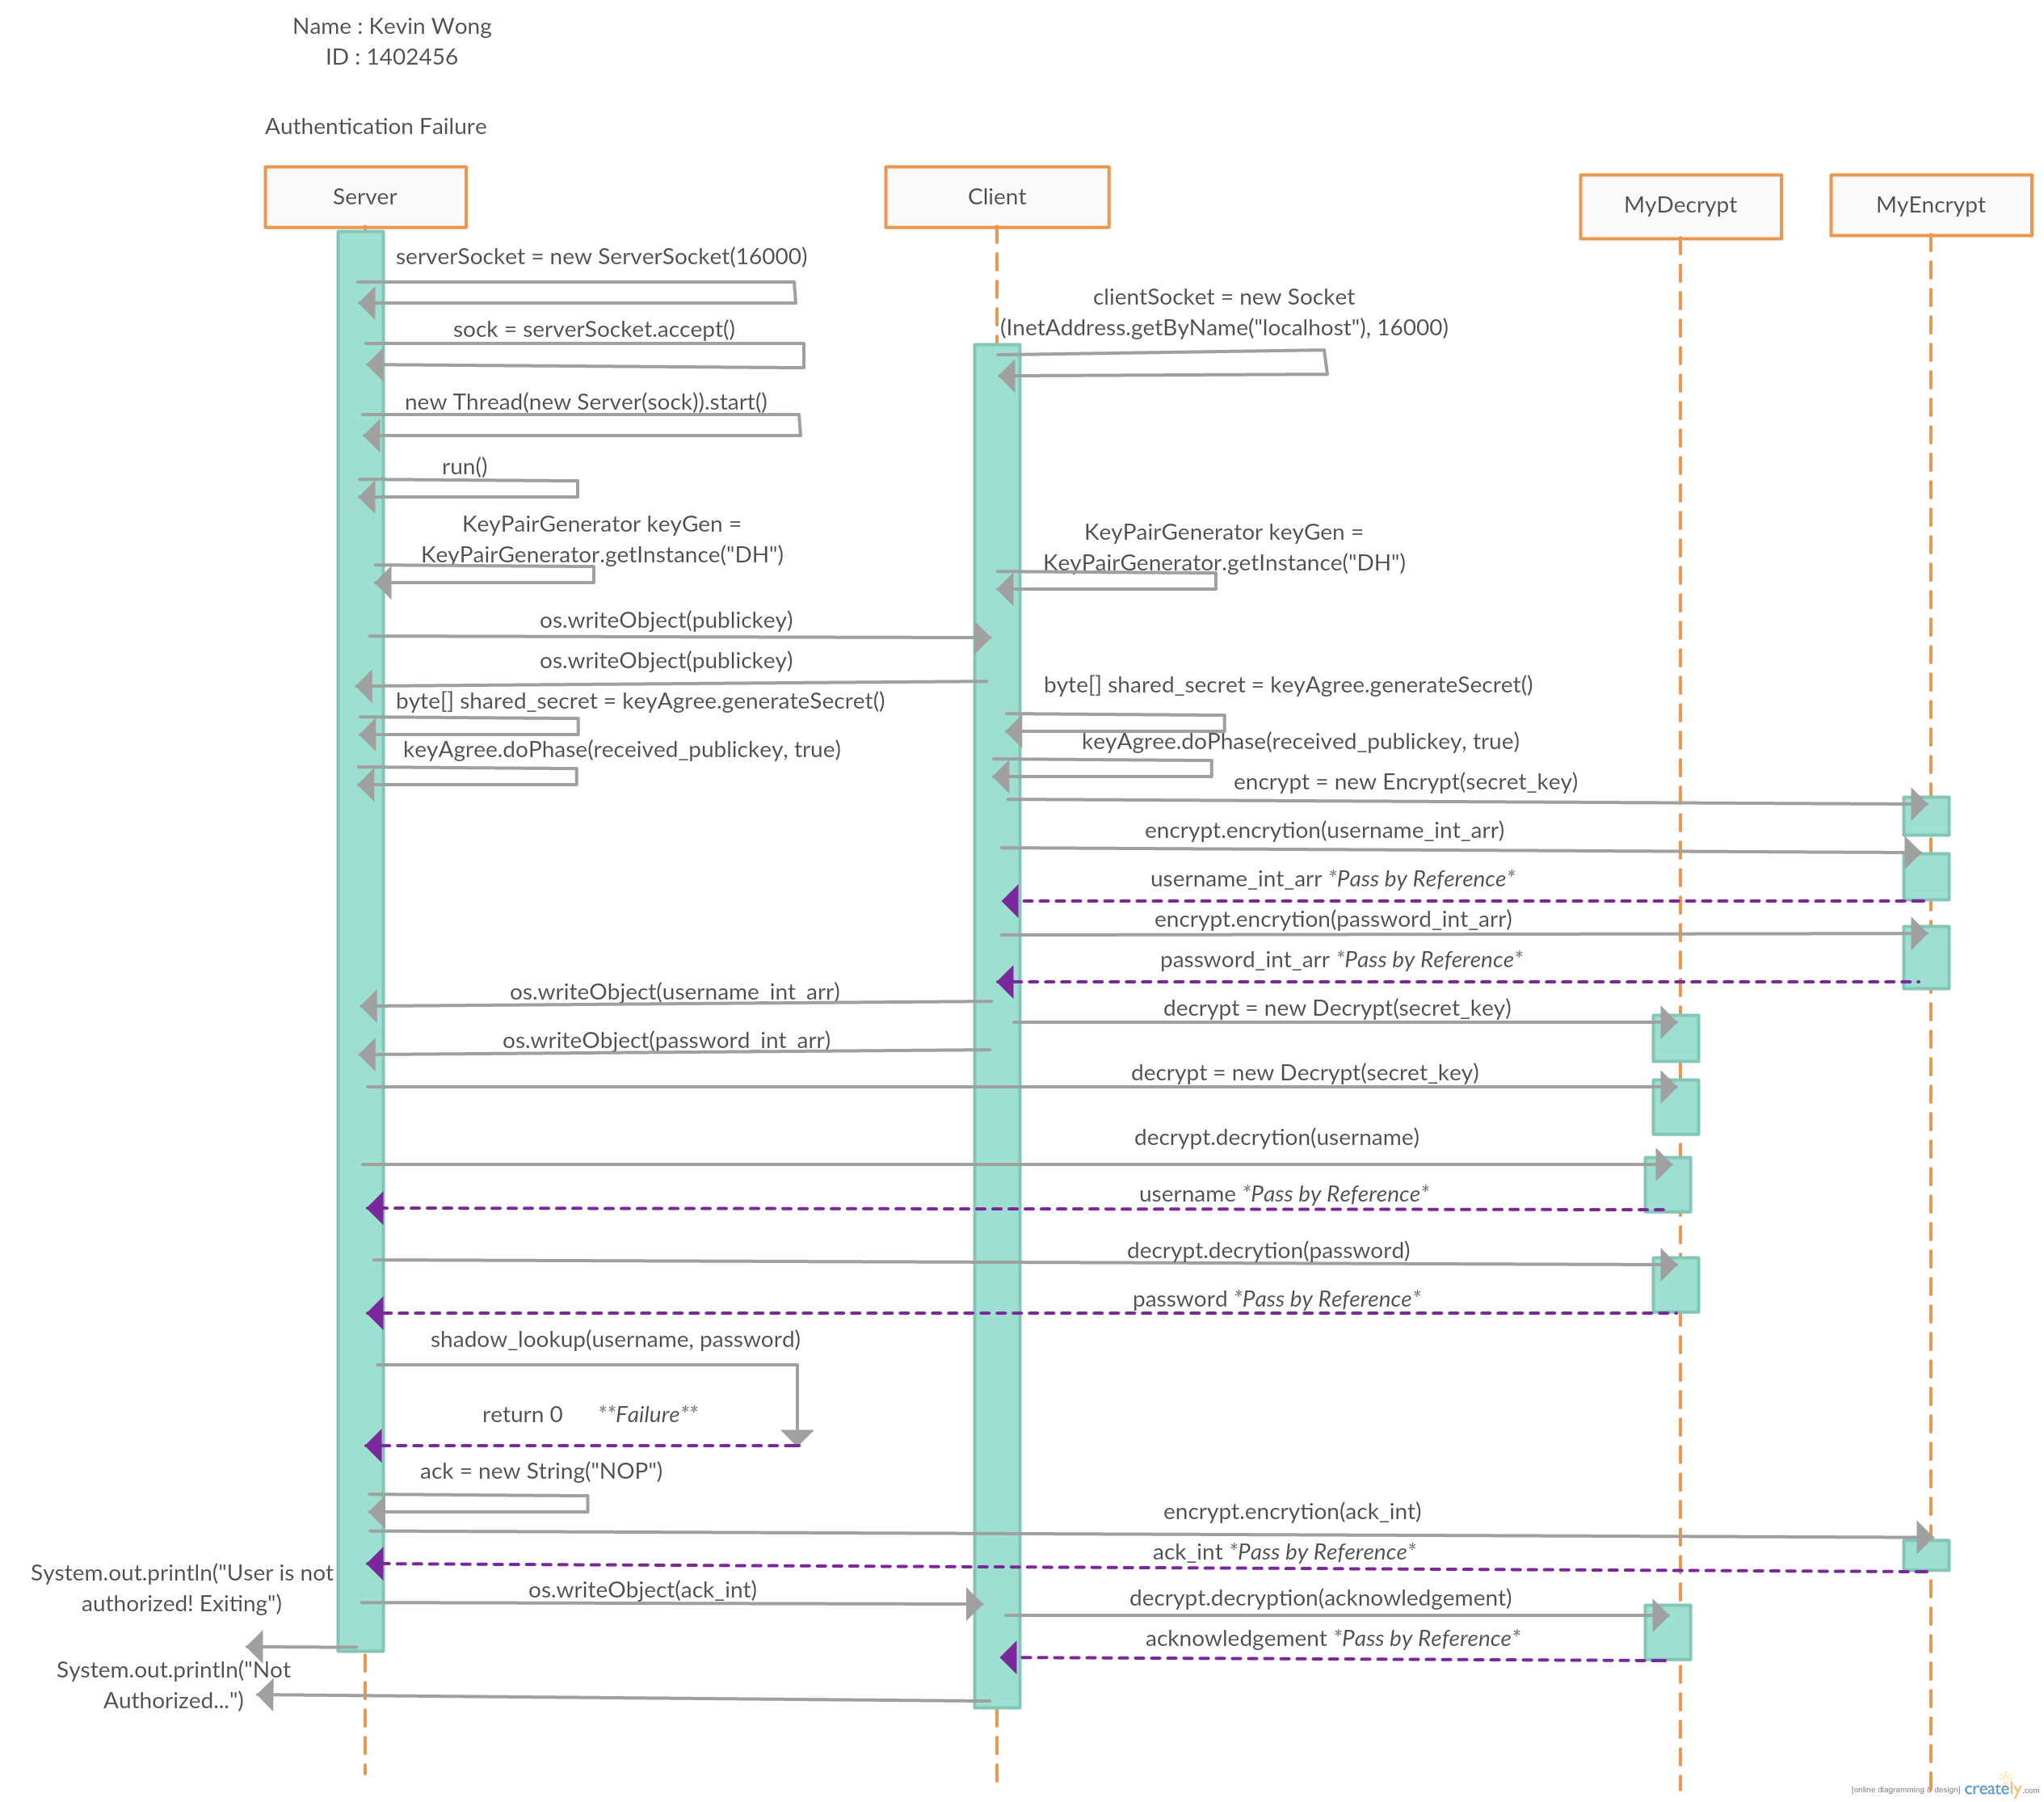 Name : Kevin Wong
ID : 1402456
Authentication Failure
Server
Client
MyDecrypt
MyEncrypt
serverSocket = new ServerSocket(16000)
clientSocket = new Socket
(InetAddress.getByName("localhost"), 16000)
sock = serverSocket.accept()
new Thread(new Server(sock)).start()
run()
KeyPairGenerator keyGen =
KeyPairGenerator.getInstance("DH")
KeyPairGenerator keyGen =
KeyPairGenerator.getInstance("DH")
os.writeObject(publickey)
os.writeObject(publickey)
byte[] shared_secret = keyAgree.generateSecret()
byte[] shared_secret = keyAgree.generateSecret()
keyAgree.doPhase(received_publickey, true)
keyAgree.doPhase(received_publickey, true)
encrypt = new Encrypt(secret_key)
encrypt.encrytion(username_int_arr)
username_int_arr *Pass by Reference*
encrypt.encrytion(password_int_arr)
password_int_arr *Pass by Reference*
os.writeObject(username_int_arr)
decrypt = new Decrypt(secret_key)
os.writeObject(password_int_arr)
decrypt = new Decrypt(secret_key)
decrypt.decrytion(username)
username *Pass by Reference*
decrypt.decrytion(password)
password *Pass by Reference*
shadow_lookup(username, password)
return 0 **Failure**
ack = new String("NOP")
encrypt.encrytion(ack_int)
ack_int *Pass by Reference*
System.out.println("User is not
authorized! Exiting")
os.writeObject(ack_int)
decrypt.decryption(acknowledgement)
acknowledgement *Pass by Reference*
System.out.println("Not
Authorized...")
[online diagramming & design] creately.com